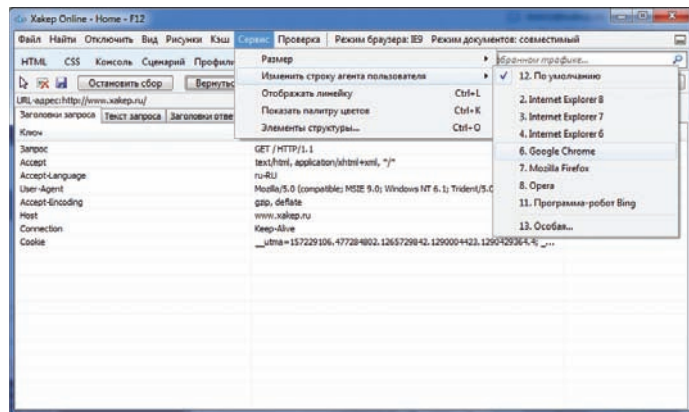 Xakep Online - Home - F12
Файл Найти Отключить Вид Рисунки Кэш Сервис Проверка Режим браузера: IE9 Режим документов: совместимый
HTML CSS Консоль Сценарий Профили
Остановить сбор
URL-адрес: http://www.xakep.ru/
Заголовки запроса Текст запроса Заголовки отве
Ключ
Запрос GET / HTTP/1.1
Accept text/html, application/xhtml+xml, */*
Accept-Language ru-RU
User-Agent Mozilla/5.0 (compatible; MSIE 9.0; Windows NT 6.1; Trident/5.0
Accept-Encoding gzip, deflate
Host www.xakep.ru
Connection Keep-Alive
Cookie __utma=157229106.477284802.1265729842.1290004423.1290429364.4; _...
Размер
Изменить строку агента пользователя
Отображать линейку Ctrl+L
Показать палитру цветов Ctrl+K
Элементы структуры... Ctrl+O
12. По умолчанию
2. Internet Explorer 8
3. Internet Explorer 7
4. Internet Explorer 6
6. Google Chrome
7. Mozilla Firefox
8. Opera
11. Программа-робот Bing
13. Особая...